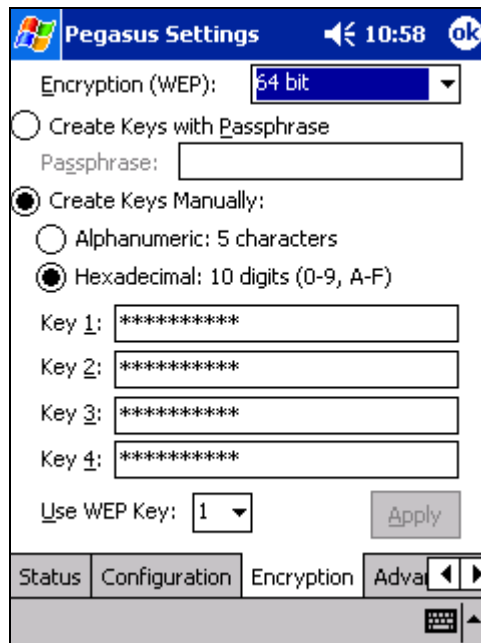 Pegasus Settings 10:58 ok
Encryption (WEP): 64 bit
Create Keys with Passphrase
Passphrase:
Create Keys Manually:
Alphanumeric: 5 characters
Hexadecimal: 10 digits (0-9, A-F)
Key 1: **********
Key 2: **********
Key 3: **********
Key 4: **********
Use WEP Key: 1 Apply
Status Configuration Encryption Adva